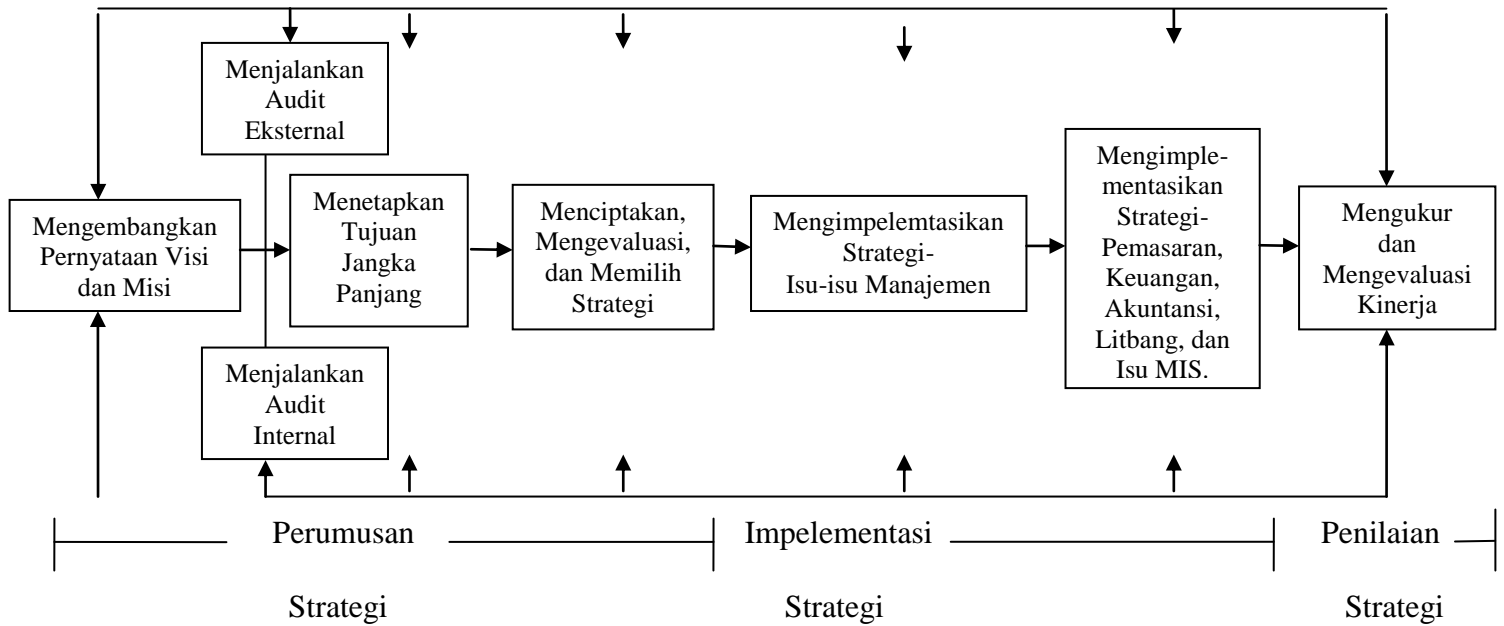 Menjalankan
Audit
Eksternal
Mengembangkan
Pernyataan Visi
dan Misi
Menetapkan
Tujuan
Jangka
Panjang
Menciptakan,
Mengevaluasi,
dan Memilih
Strategi
Mengimpelemtasikan
Strategi-
Isu-isu Manajemen
Mengimple-
mentasikan
Strategi-
Pemasaran,
Keuangan,
Akuntansi,
Litbang, dan
Isu MIS.
Mengukur
dan
Mengevaluasi
Kinerja
Menjalankan
Audit
Internal
Perumusan
Strategi
Impelementasi
Strategi
Penilaian
Strategi